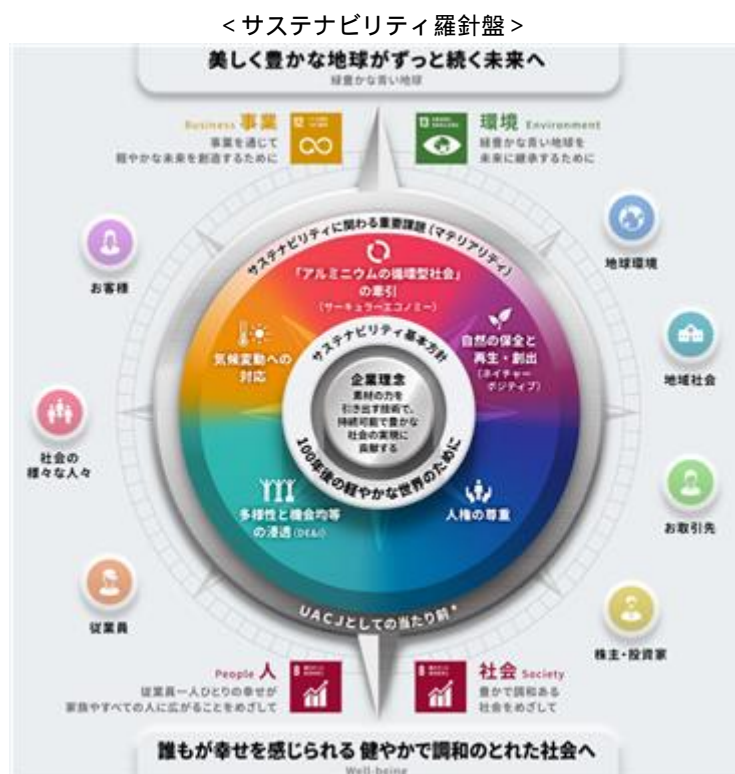 <サステナビリティ羅針盤>
美しく豊かな地球がずっと続く未来へ
緑豊かな青い地球
Business 事業
事業を通じて
軽やかな未来を創造するために
環境 Environment
緑豊かな青い地球を
未来に継承するために
サステナビリティに関わる重要課題(マテリアリティ)
「アルミニウムの循環型社会」
の牽引
(サーキュラーエコノミー)
気候変動への
対応
自然の保全と
再生・創出
(ネイチャー
ポジティブ)
サステナビリティ基本方針
企業理念
素材の力を
引き出す技術で、
持続可能で豊かな
社会の実現に
貢献する
100年後の軽やかな世界のために
多様性と機会均等
の浸透(DE&I)
人権の尊重
UACJとしての当たり前*
お客様
社会の
様々な人々
従業員
地球環境
地域社会
お取引先
株主・投資家
People 人
従業員一人ひとりの幸せが
家族やすべての人に広がることをめざして
社会 Society
豊かで調和ある
社会をめざして
誰もが幸せを感じられる 健やかで調和のとれた社会へ
Well-being